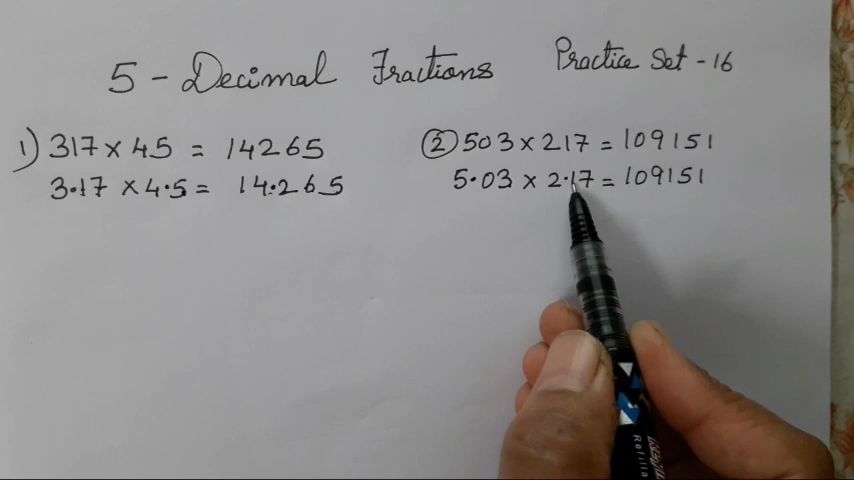 5 - Decimal Fractions Practice Set - 16
1) 317 × 45 = 14265
3.17 × 4.5 = 14.265
② 503 × 217 = 109151
5.03 × 2.17 = 109151